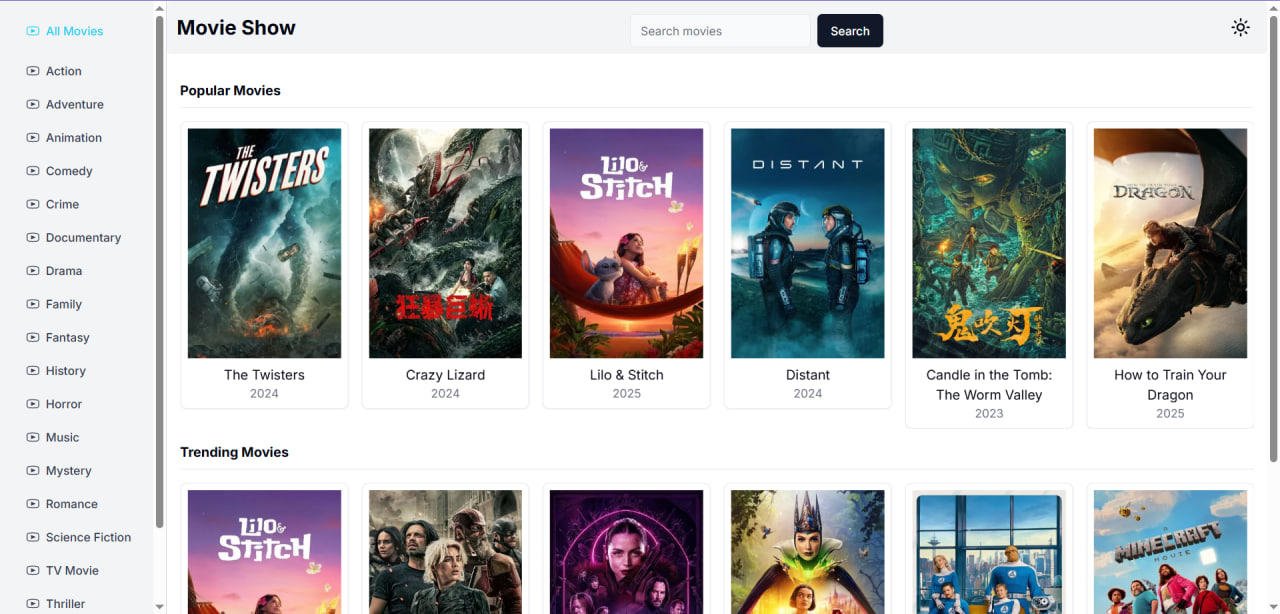 All Movies
Action
Adventure
Animation
Comedy
Crime
Documentary
Drama
Family
Fantasy
History
Horror
Music
Mystery
Romance
Science Fiction
TV Movie
Thriller
Movie Show
Search movies
Search
Popular Movies
THE
TWISTERS
The Twisters
2024
狂暴巨蜥
Crazy Lizard
2024
Lilo &
Stitch
Lilo & Stitch
2025
DISTANT
Distant
2024
鬼吹灯
Candle in the Tomb:
The Worm Valley
2023
DRAGON
How to Train Your
Dragon
2025
Trending Movies
Lilo &
Stitch
A
MINECRAFT
MOVIE